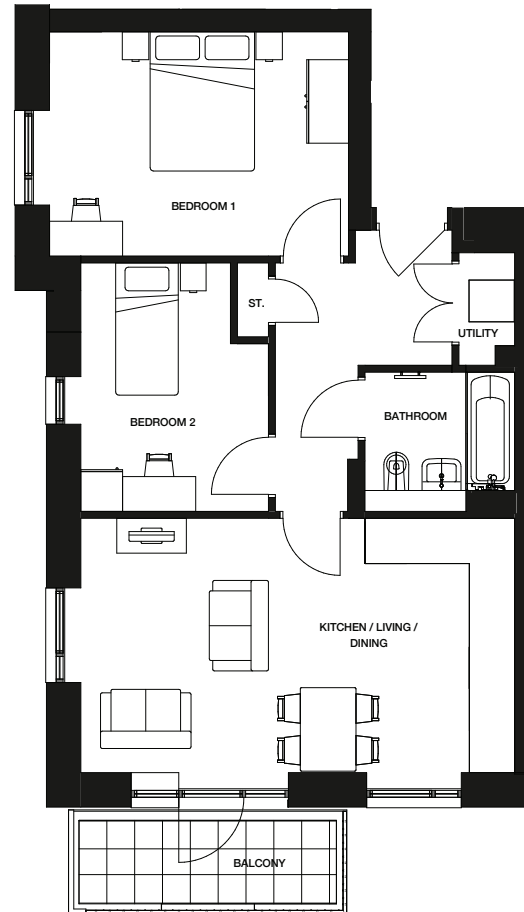 BEDROOM 1
ST.
UTILITY
BEDROOM 2
BATHROOM
KITCHEN / LIVING /
DINING
BALCONY